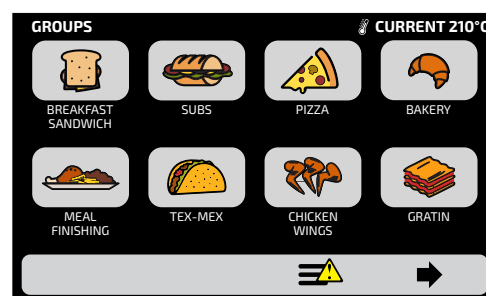 GROUPS
CURRENT 210°C
BREAKFAST
SANDWICH
SUBS
PIZZA
BAKERY
MEAL
FINISHING
TEX-MEX
CHICKEN
WINGS
GRATIN